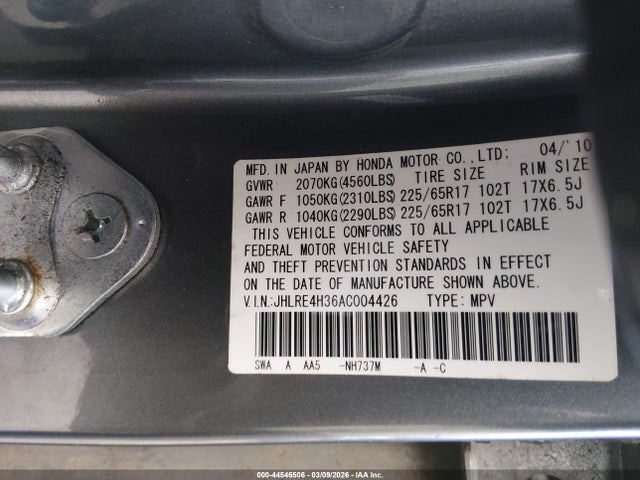 MFD. IN JAPAN BY HONDA MOTOR CO., LTD; 04/'10
GVWR 2070KG(4560LBS) TIRE SIZE RIM SIZE
GAWR F 1050KG(2310LBS) 225/65R17 102T 17X6.5J
GAWR R 1040KG(2290LBS) 225/65R17 102T 17X6.5J
THIS VEHICLE CONFORMS TO ALL APPLICABLE
FEDERAL MOTOR VEHICLE SAFETY
AND THEFT PREVENTION STANDARDS IN EFFECT
ON THE DATE OF MANUFACTURE SHOWN ABOVE.
V.I.N:JHLRE4H36AC004426 TYPE: MPV
SWA A AA5 -NH737M -A -C
000-44546506 - 03/09/2026 - IAA Inc.